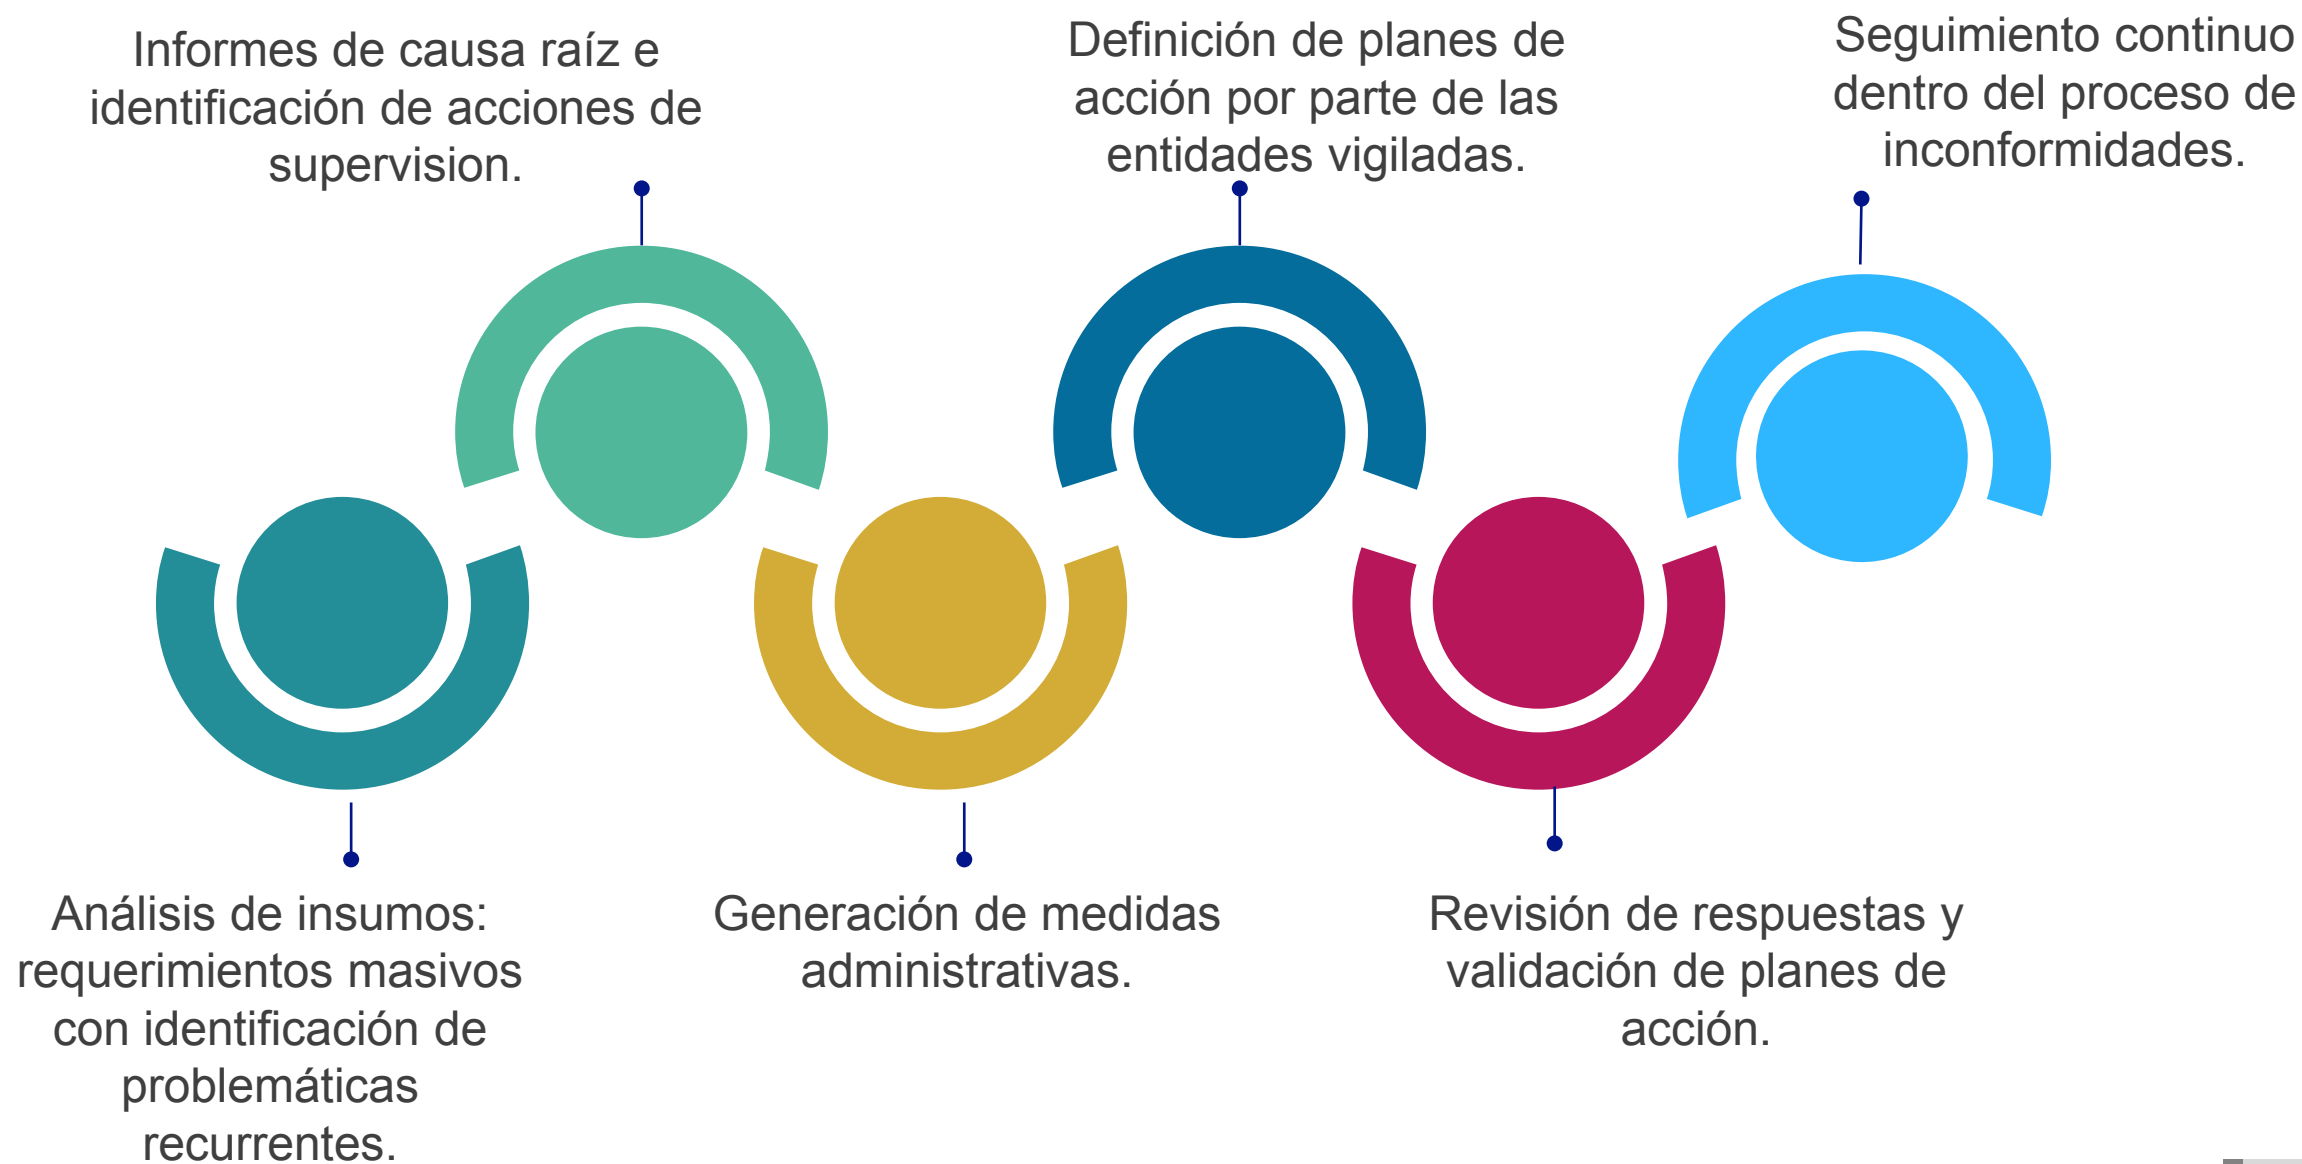 Informes de causa raíz e
identificación de acciones de
supervision.
Definición de planes de
acción por parte de las
entidades vigiladas.
Seguimiento continuo
dentro del proceso de
inconformidades.
Análisis de insumos:
requerimientos masivos
con identificación de
problemáticas
recurrentes.
Generación de medidas
administrativas.
Revisión de respuestas y
validación de planes de
acción.